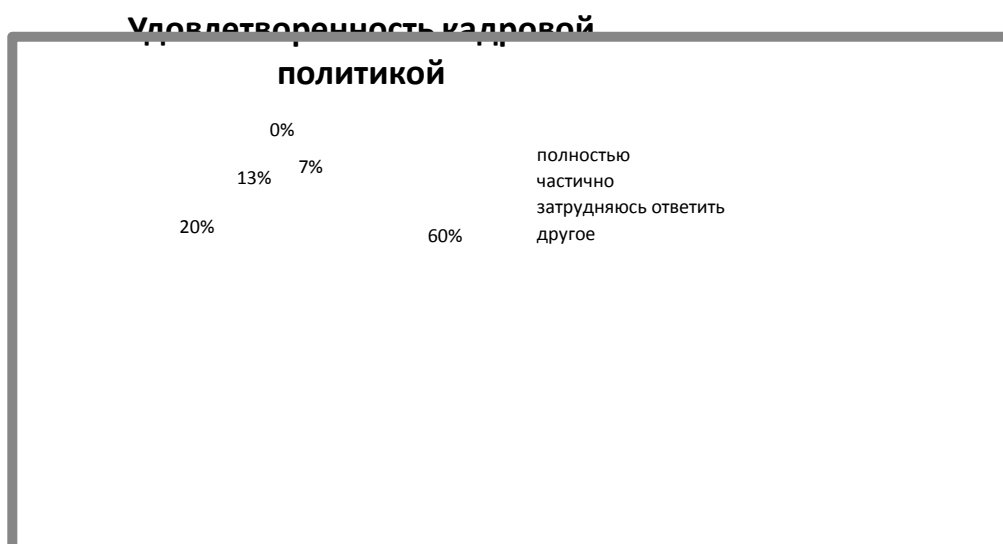 Удовлетворенность кадровой
политикой
0%
7%
13%
20%
60%
полностью
частично
затрудняюсь ответить
другое